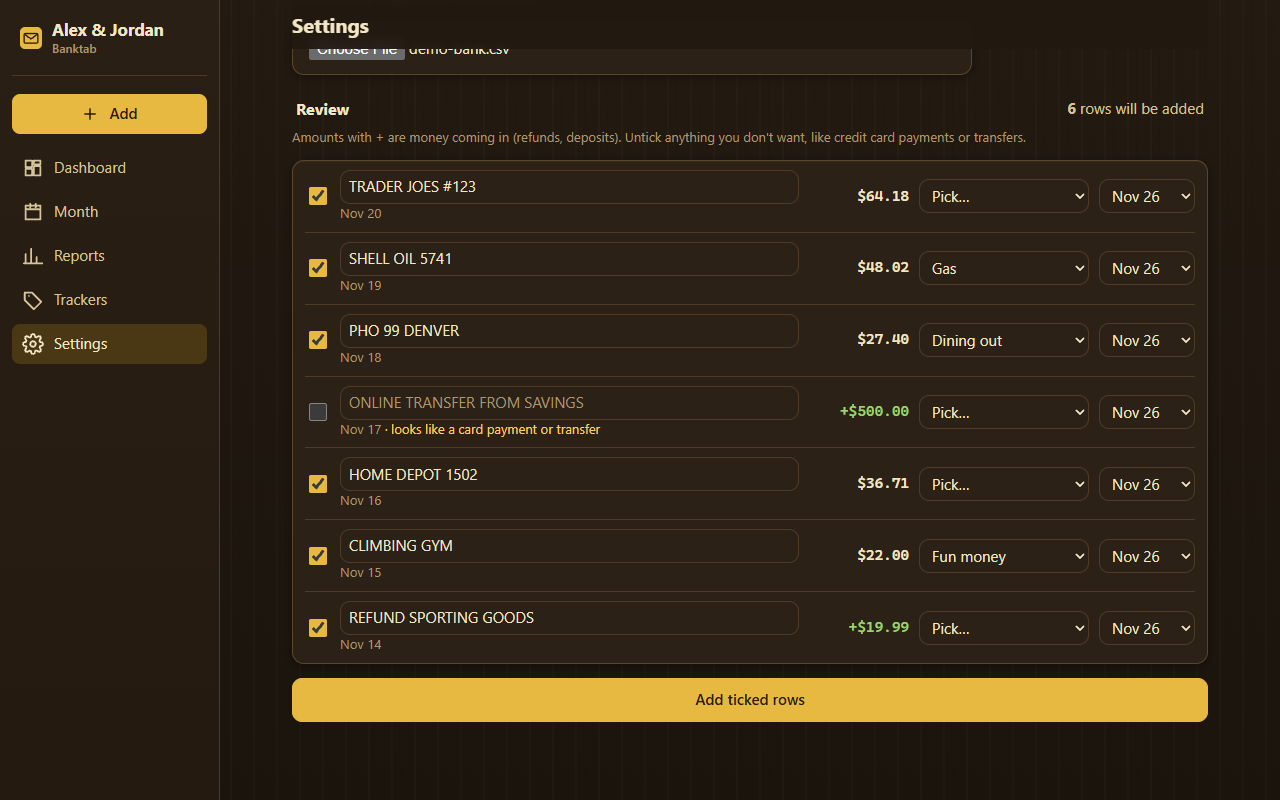 Alex & Jordan
Banktab
Add
Dashboard
Month
Reports
Trackers
Settings
Settings
Choose File demo-bank.csv
Review
6 rows will be added
Amounts with + are money coming in (refunds, deposits). Untick anything you don't want, like credit card payments or transfers.
TRADER JOES #123 $64.18 Pick... Nov 26
Nov 20
SHELL OIL 5741 $48.02 Gas Nov 26
Nov 19
PHO 99 DENVER $27.40 Dining out Nov 26
Nov 18
ONLINE TRANSFER FROM SAVINGS +$500.00 Pick... Nov 26
Nov 17 · looks like a card payment or transfer
HOME DEPOT 1502 $36.71 Pick... Nov 26
Nov 16
CLIMBING GYM $22.00 Fun money Nov 26
Nov 15
REFUND SPORTING GOODS +$19.99 Pick... Nov 26
Nov 14
Add ticked rows